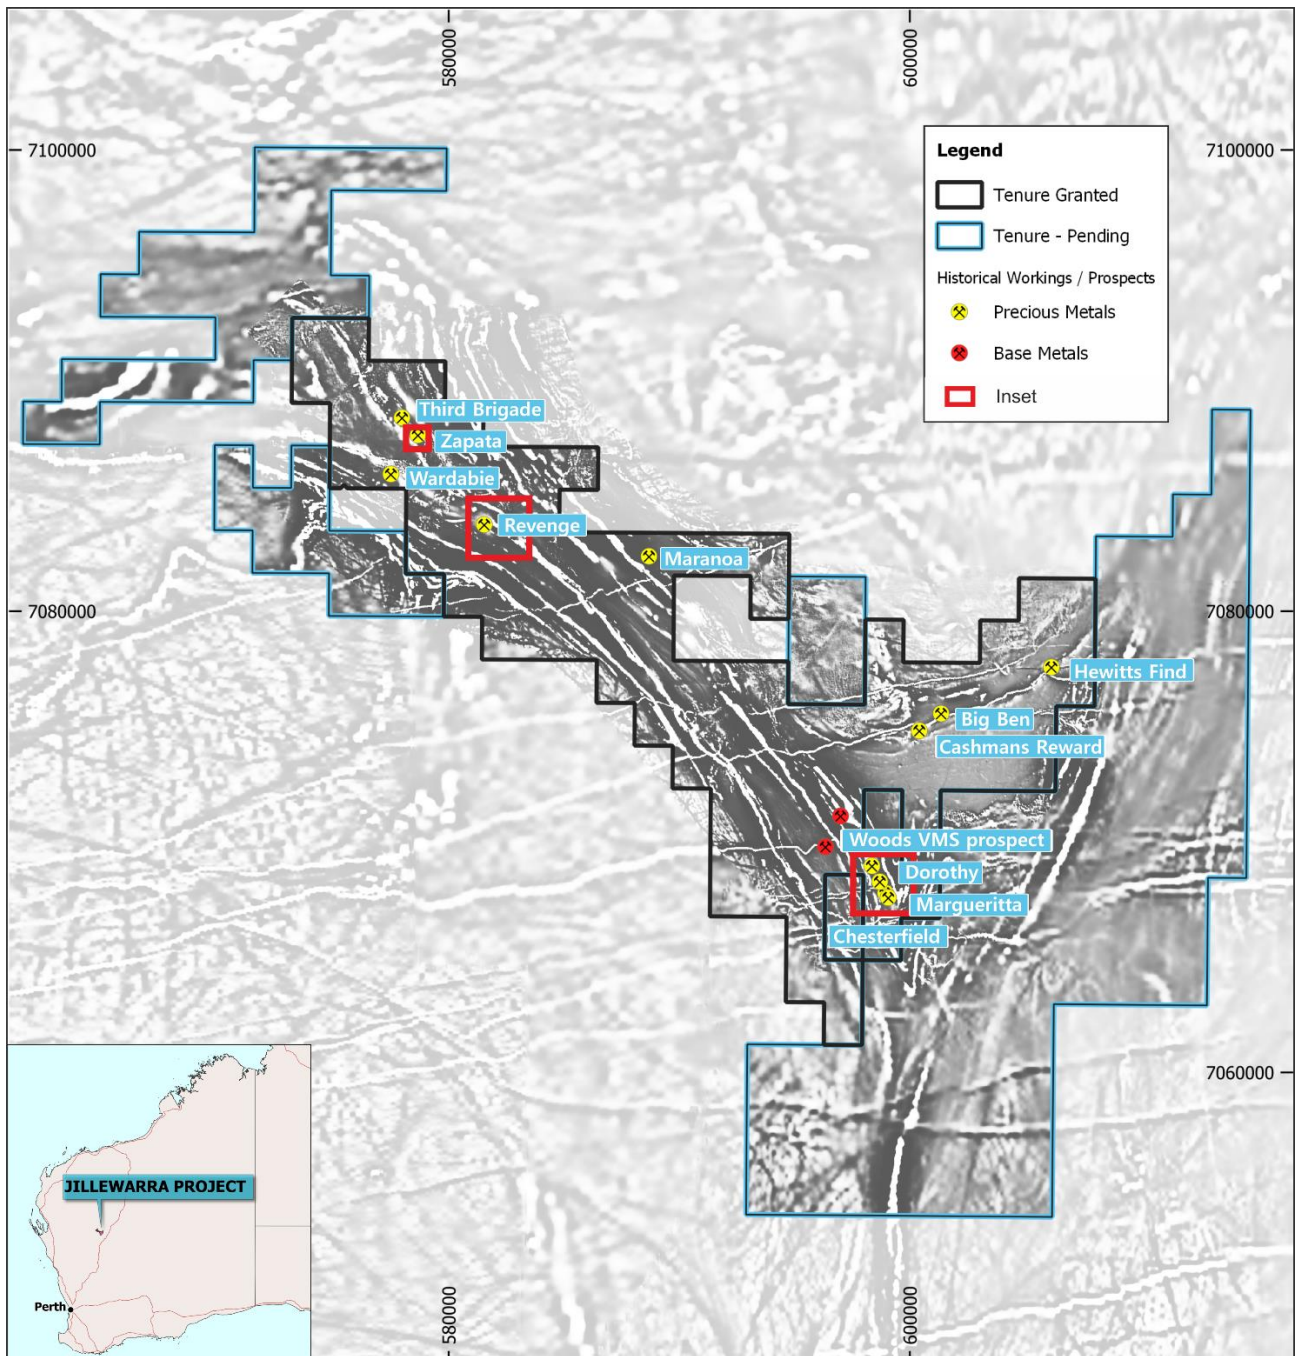 580000
600000
7100000
7100000
Legend
Tenure Granted
Tenure - Pending
Historical Workings / Prospects
Precious Metals
Base Metals
Inset
Third Brigade
Zapata
Wardabie
Revenge
Maranoa
7080000
7080000
Hewitts Find
Big Ben
Cashmans Reward
Woods VMS prospect
Dorothy
Margueritta
Chesterfield
7060000
JILLEWARRA PROJECT
Perth
580000
600000